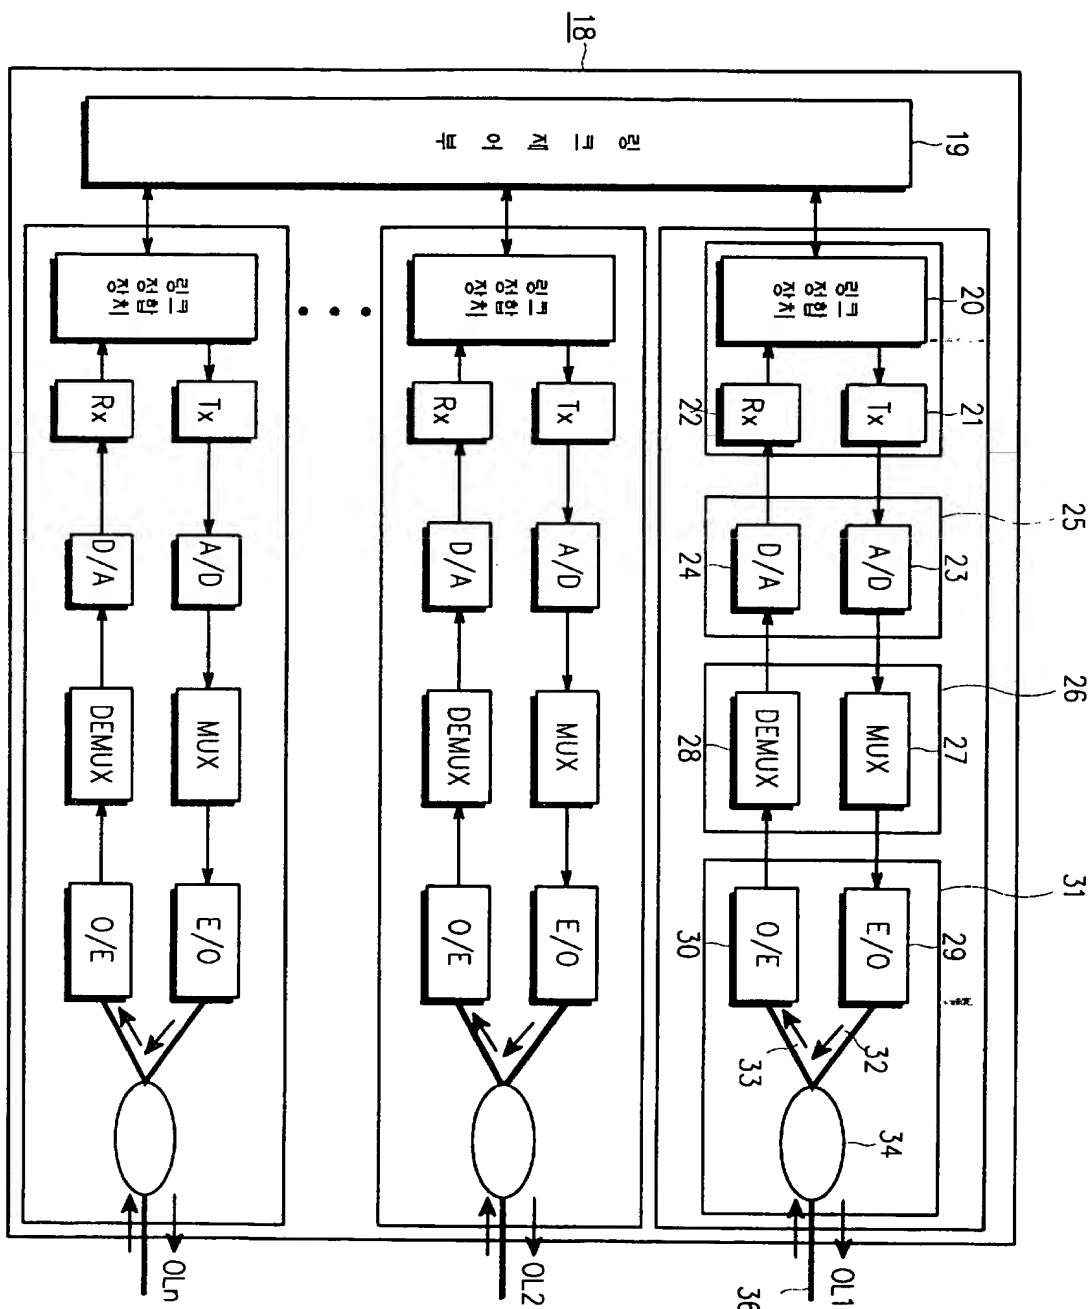 18
19
링 크 제 어 부
25
26
31
20
링크
정합
장치
21
Tx
22
Rx
23
A/D
24
D/A
27
MUX
28
DEMUX
29
E/O
30
O/E
32
33
34
OL1
36
링크
정합
장치
Tx
Rx
A/D
D/A
MUX
DEMUX
E/O
O/E
OL2
링크
정합
장치
Tx
Rx
A/D
D/A
MUX
DEMUX
E/O
O/E
OLn